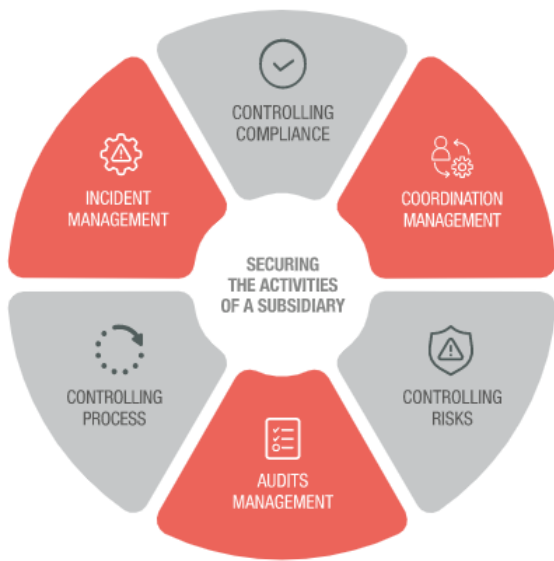 CONTROLLING
COMPLIANCE
COORDINATION
MANAGEMENT
CONTROLLING
RISKS
AUDITS
MANAGEMENT
CONTROLLING
PROCESS
INCIDENT
MANAGEMENT
SECURING
THE ACTIVITIES
OF A SUBSIDIARY